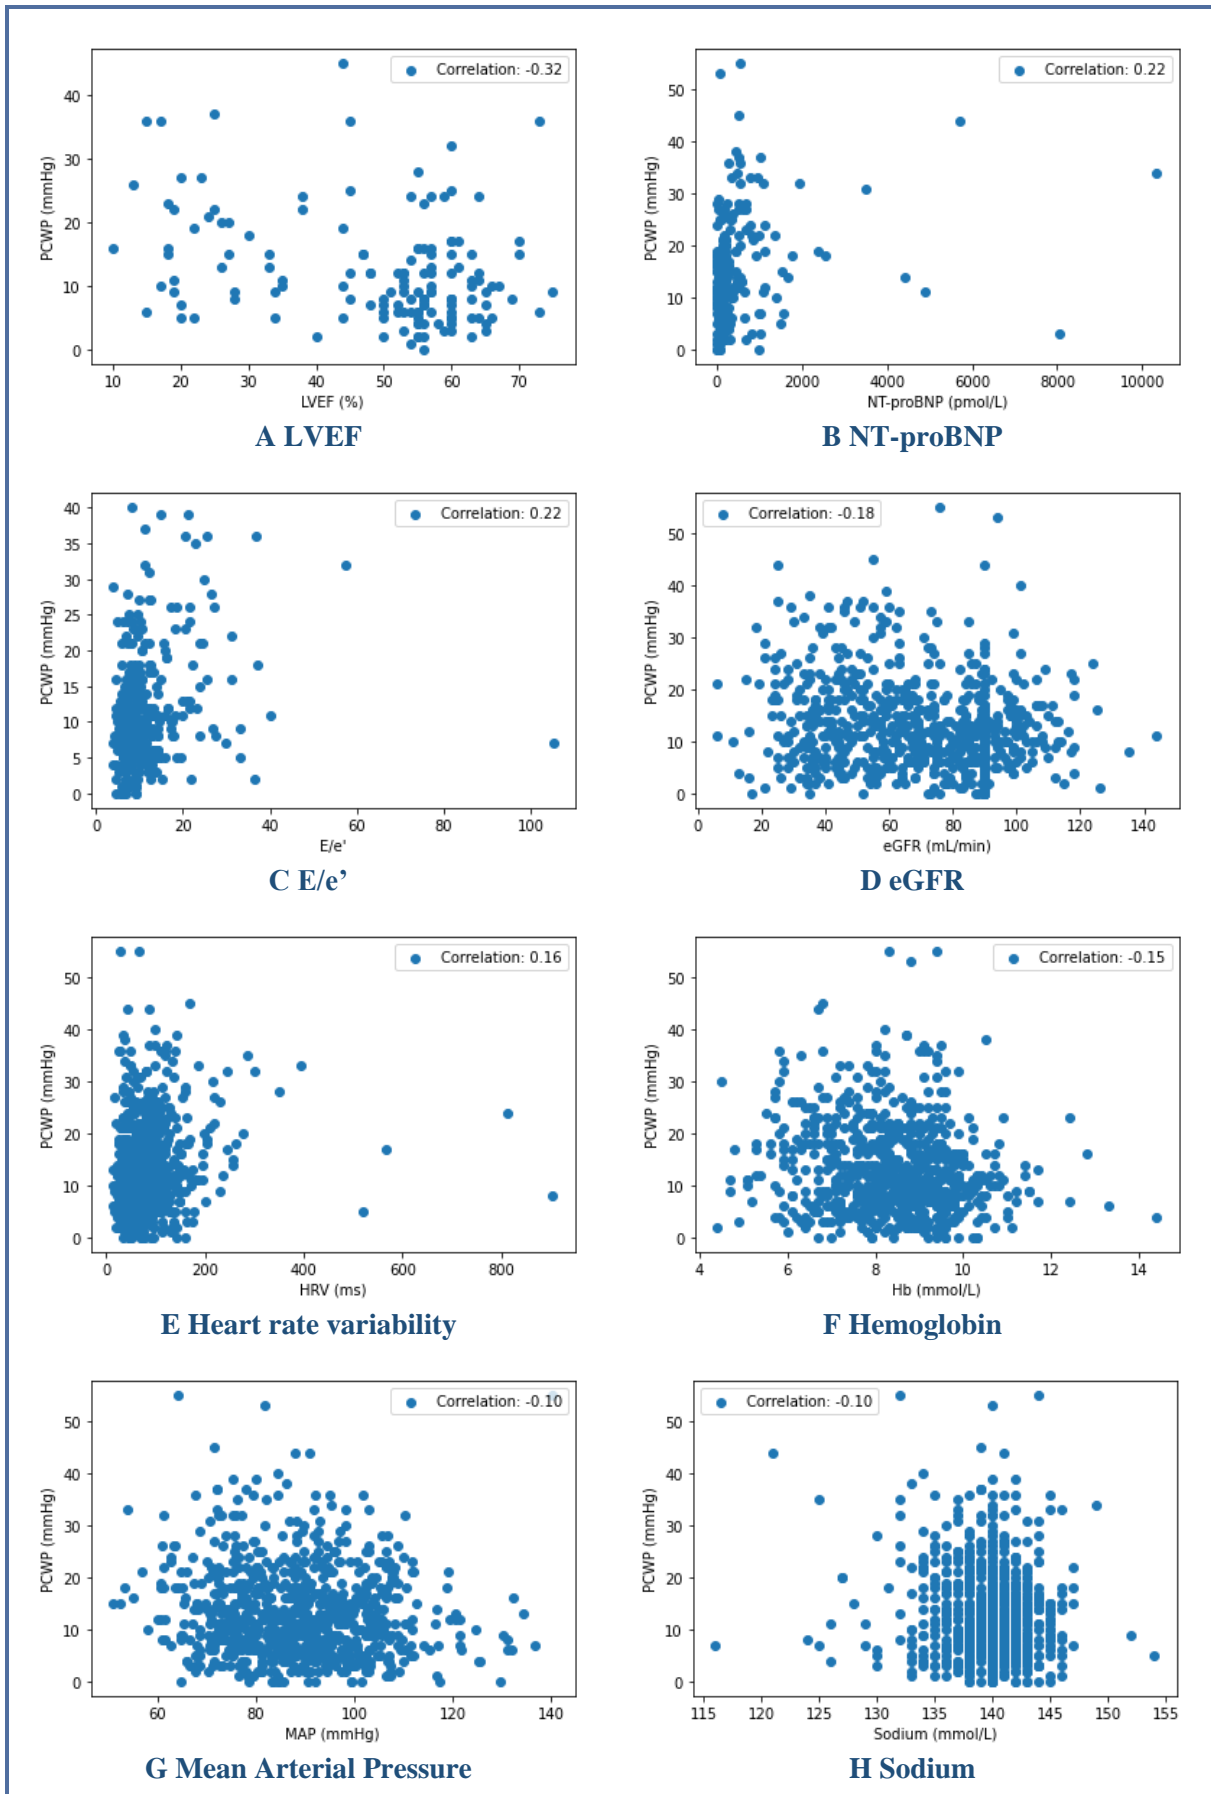 Correlation: -0.32
PCWP (mmHg)
40
30
20
10
0
10 20 30 40 50 60 70
LVEF (%)
A LVEF
Correlation: 0.22
PCWP (mmHg)
50
40
30
20
10
0
0 2000 4000 6000 8000 10000
NT-proBNP (pmol/L)
B NT-proBNP
Correlation: 0.22
PCWP (mmHg)
40
35
30
25
20
15
10
5
0
0 20 40 60 80 100
E/e'
C E/e’
Correlation: -0.18
PCWP (mmHg)
50
40
30
20
10
0
0 20 40 60 80 100 120 140
eGFR (mL/min)
D eGFR
Correlation: 0.16
PCWP (mmHg)
50
40
30
20
10
0
0 200 400 600 800
HRV (ms)
E Heart rate variability
Correlation: -0.15
PCWP (mmHg)
50
40
30
20
10
0
4 6 8 10 12 14
Hb (mmol/L)
F Hemoglobin
Correlation: -0.10
PCWP (mmHg)
50
40
30
20
10
0
60 80 100 120 140
MAP (mmHg)
G Mean Arterial Pressure
Correlation: -0.10
PCWP (mmHg)
50
40
30
20
10
0
115 120 125 130 135 140 145 150 155
Sodium (mmol/L)
H Sodium